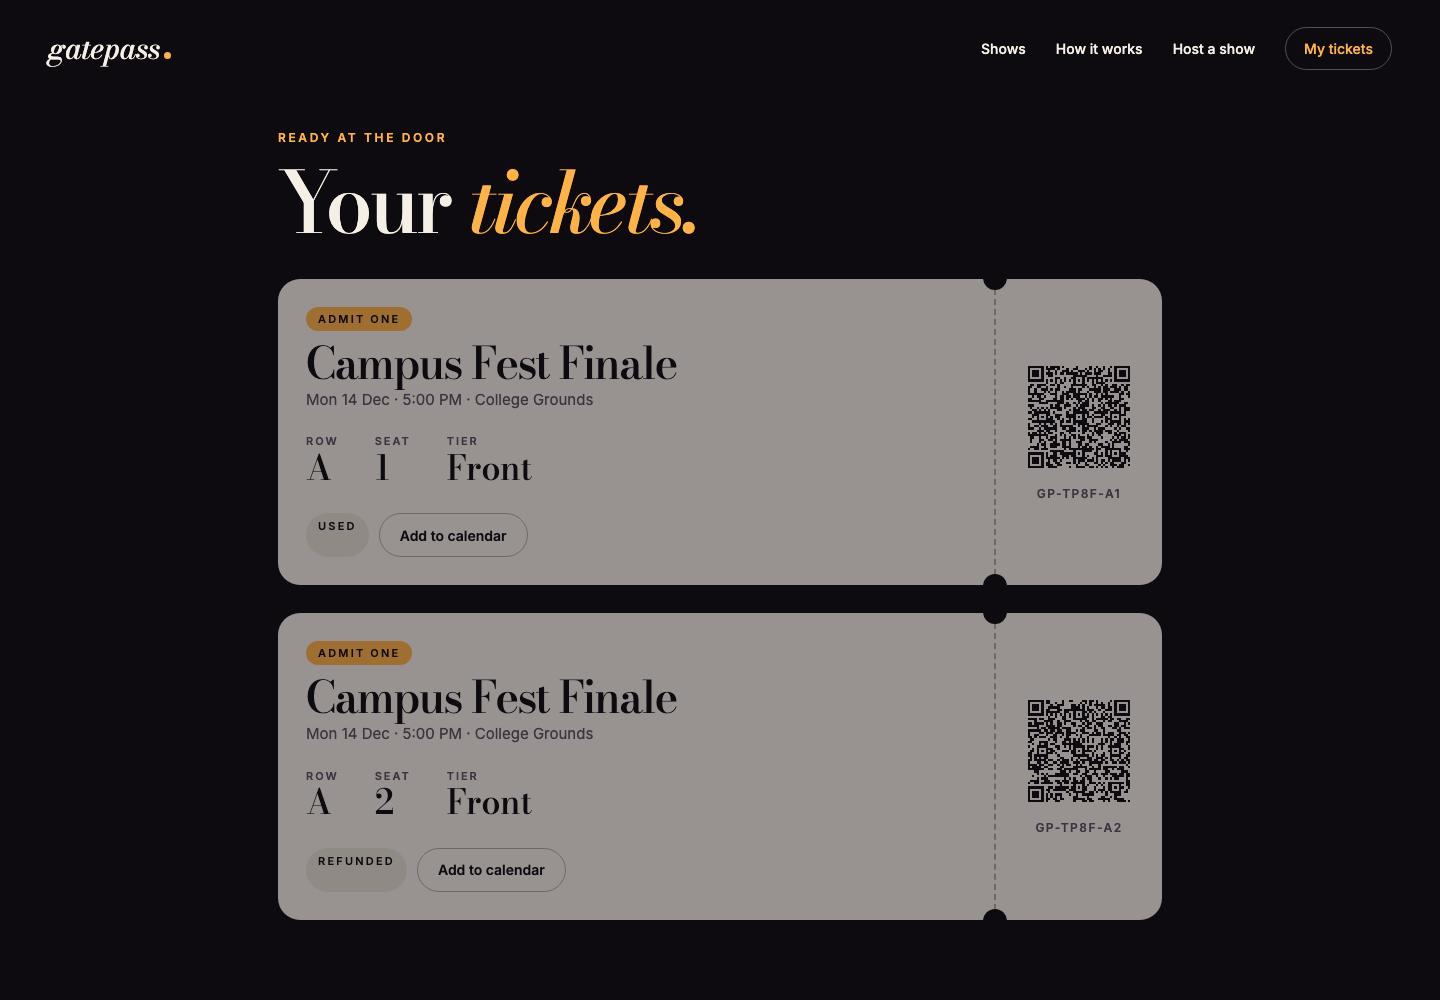 gatepass.
Shows
How it works
Host a show
My tickets
READY AT THE DOOR
Your tickets.
ADMIT ONE
Campus Fest Finale
Mon 14 Dec · 5:00 PM · College Grounds
ROW SEAT TIER
A 1 Front
USED
Add to calendar
GP-TP8F-A1
ADMIT ONE
Campus Fest Finale
Mon 14 Dec · 5:00 PM · College Grounds
ROW SEAT TIER
A 2 Front
REFUNDED
Add to calendar
GP-TP8F-A2